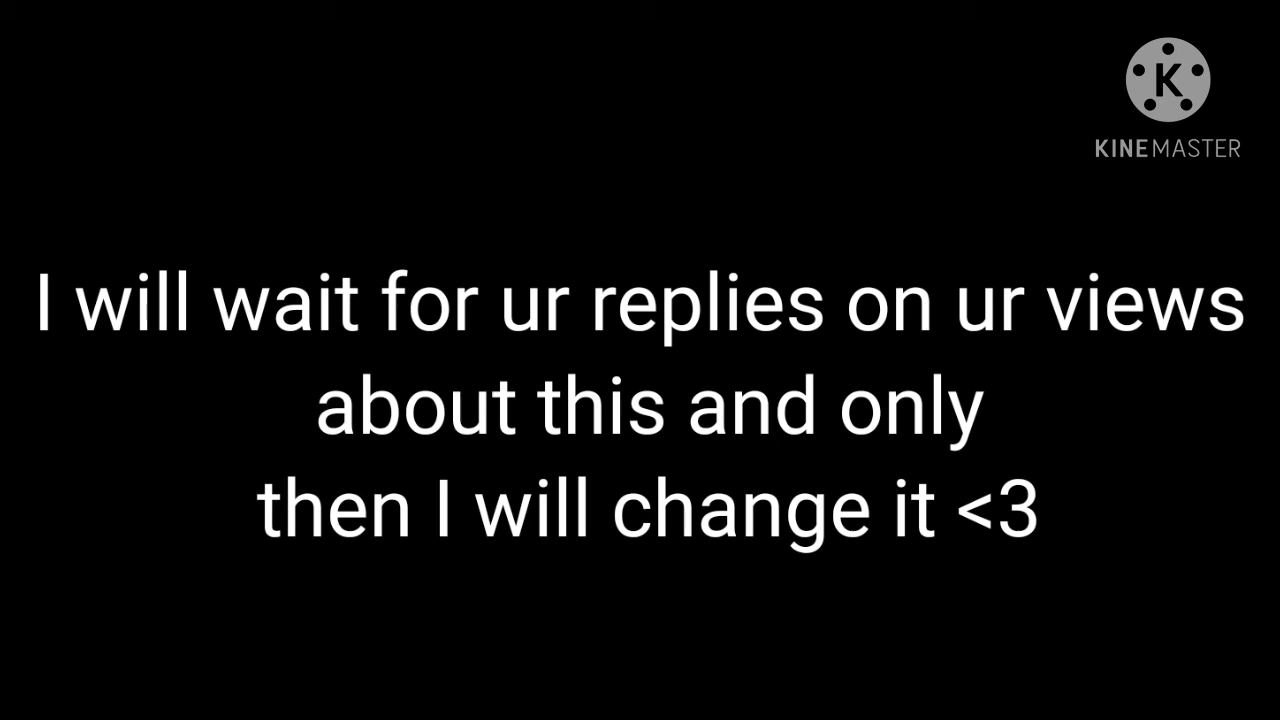 K
KINEMASTER
I will wait for ur replies on ur views
about this and only
then I will change it <3